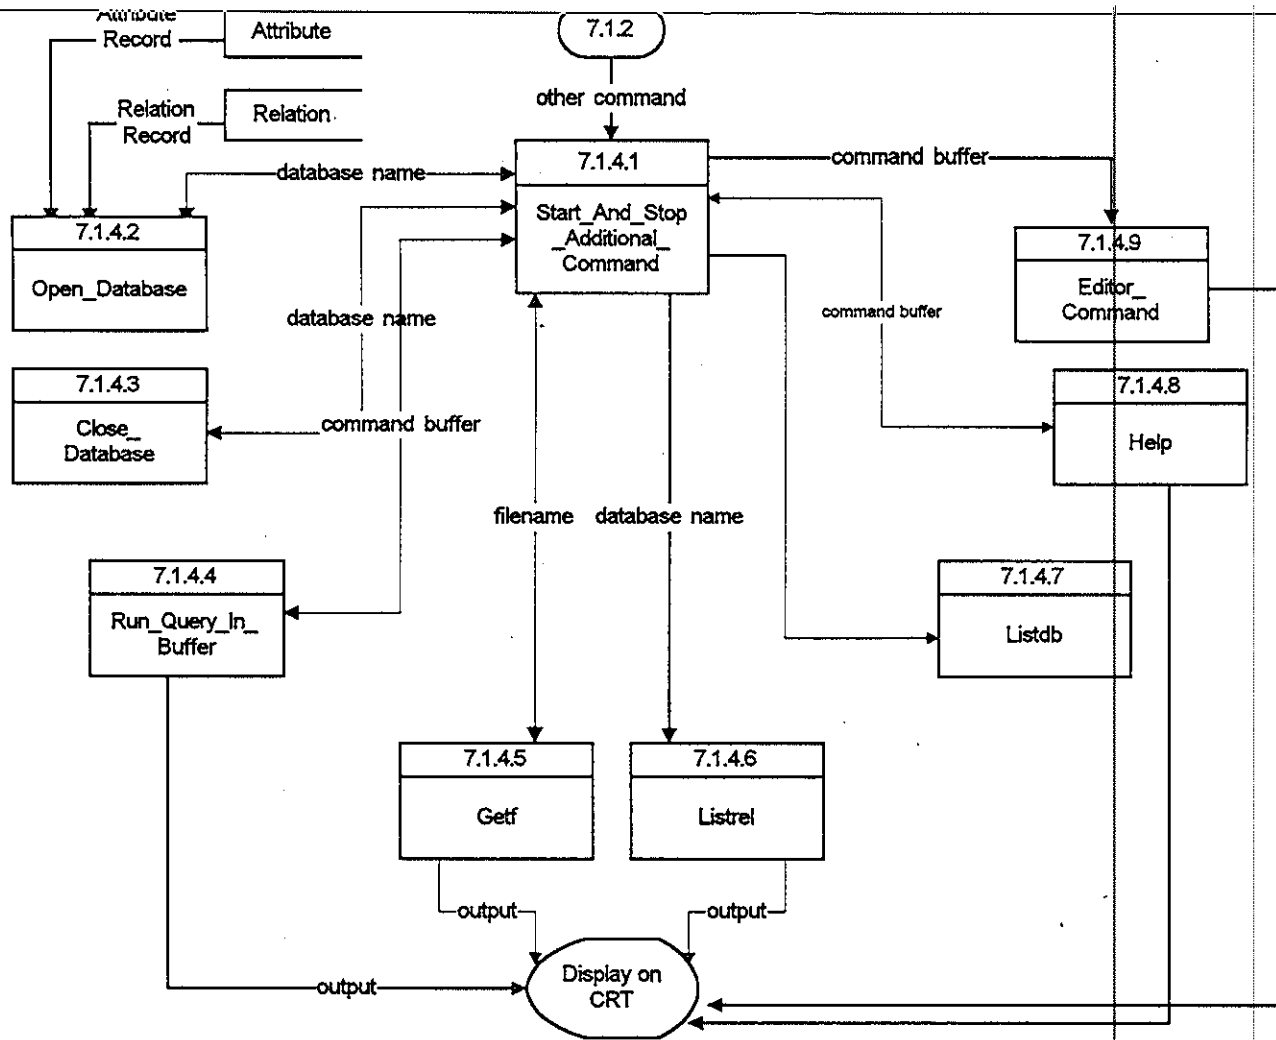 Attribute
Record
Attribute
7.1.2
other command
Relation
Record
Relation
database name
7.1.4.1
Start_And_Stop
_Additional_
Command
command buffer
7.1.4.2
Open_Database
7.1.4.9
Editor_
Command
database name
command buffer
7.1.4.3
Close_
Database
command buffer
7.1.4.8
Help
filename
database name
7.1.4.4
Run_Query_In_
Buffer
7.1.4.7
Listdb
7.1.4.5
Getf
7.1.4.6
Listrel
output
output
Display on
CRT
output